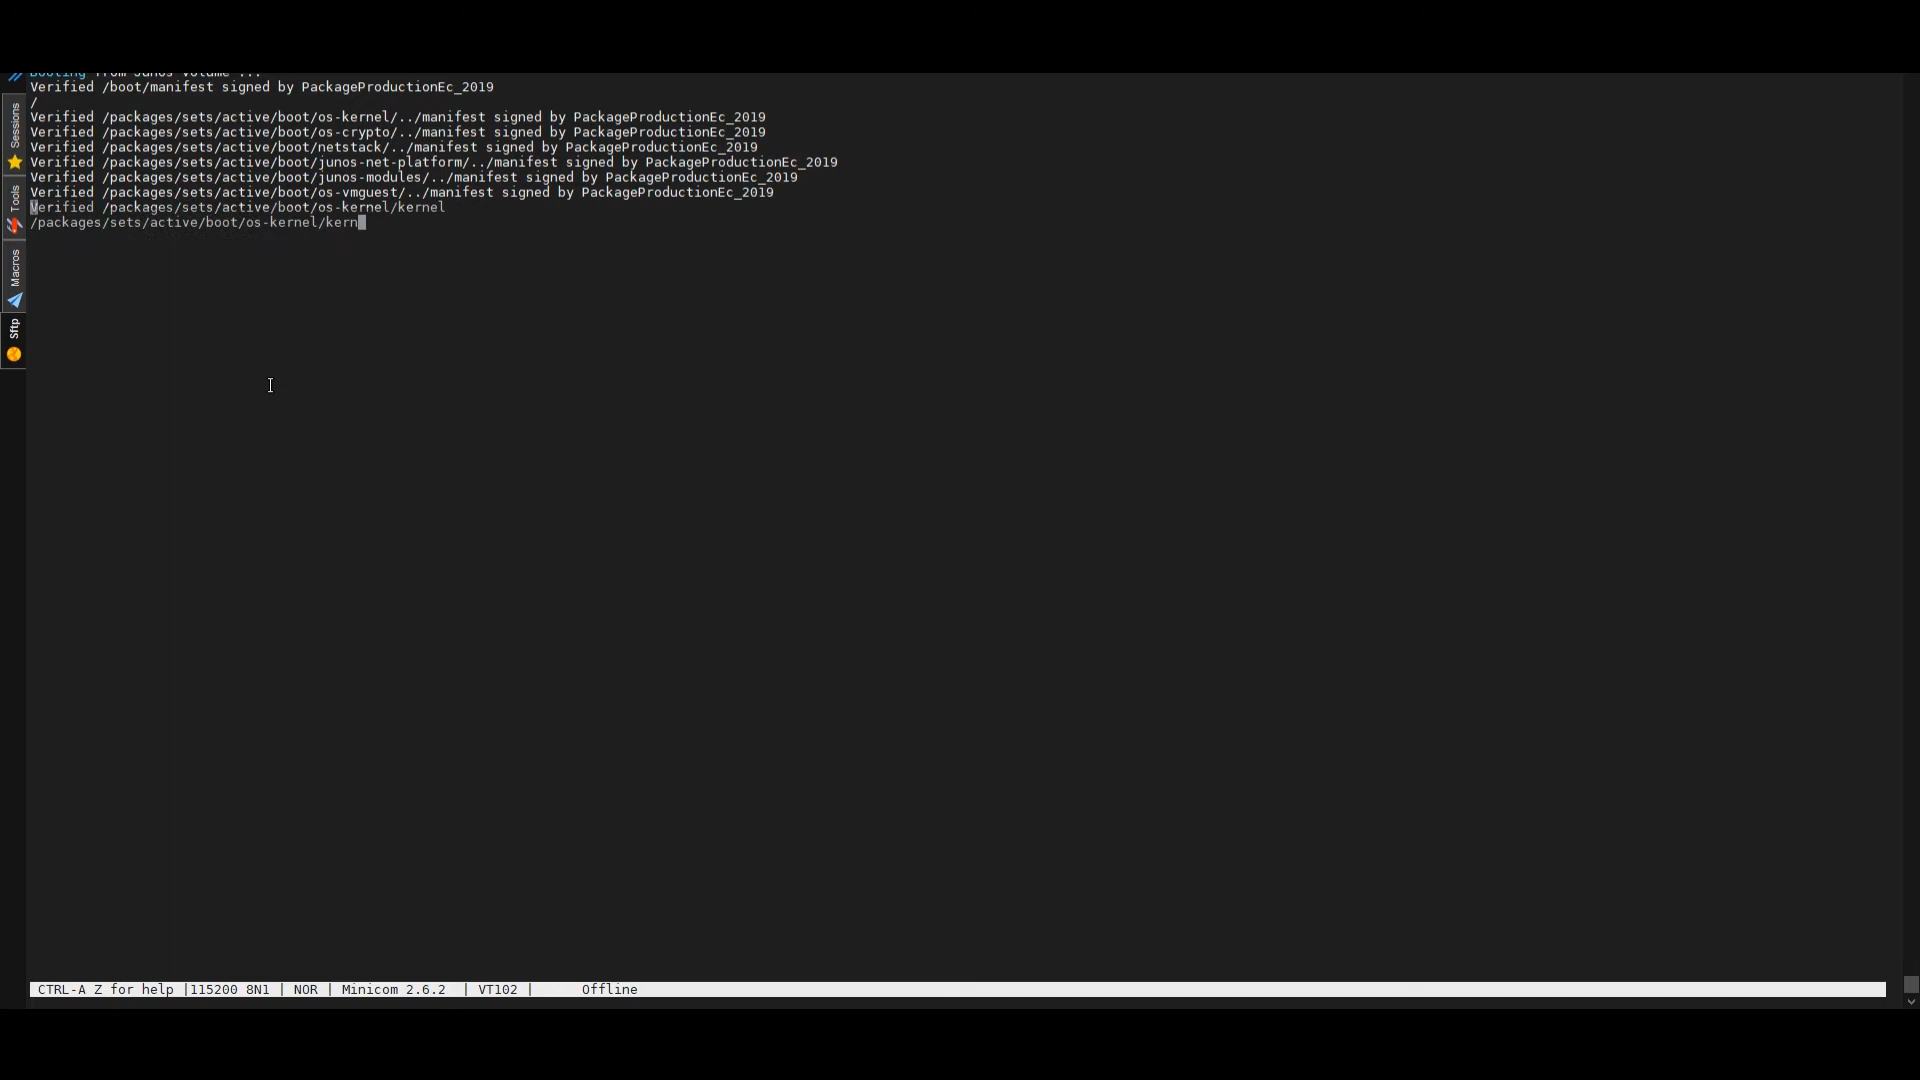 Booting from Junos volume ...
Verified /boot/manifest signed by PackageProductionEc_2019
/
Verified /packages/sets/active/boot/os-kernel/../manifest signed by PackageProductionEc_2019
Verified /packages/sets/active/boot/os-crypto/../manifest signed by PackageProductionEc_2019
Verified /packages/sets/active/boot/netstack/../manifest signed by PackageProductionEc_2019
Verified /packages/sets/active/boot/junos-net-platform/../manifest signed by PackageProductionEc_2019
Verified /packages/sets/active/boot/junos-modules/../manifest signed by PackageProductionEc_2019
Verified /packages/sets/active/boot/os-vmguest/../manifest signed by PackageProductionEc_2019
Verified /packages/sets/active/boot/os-kernel/kernel
/packages/sets/active/boot/os-kernel/kern
Sessions
Tools
Macros
Sftp
CTRL-A Z for help |115200 8N1 | NOR | Minicom 2.6.2 | VT102 | Offline